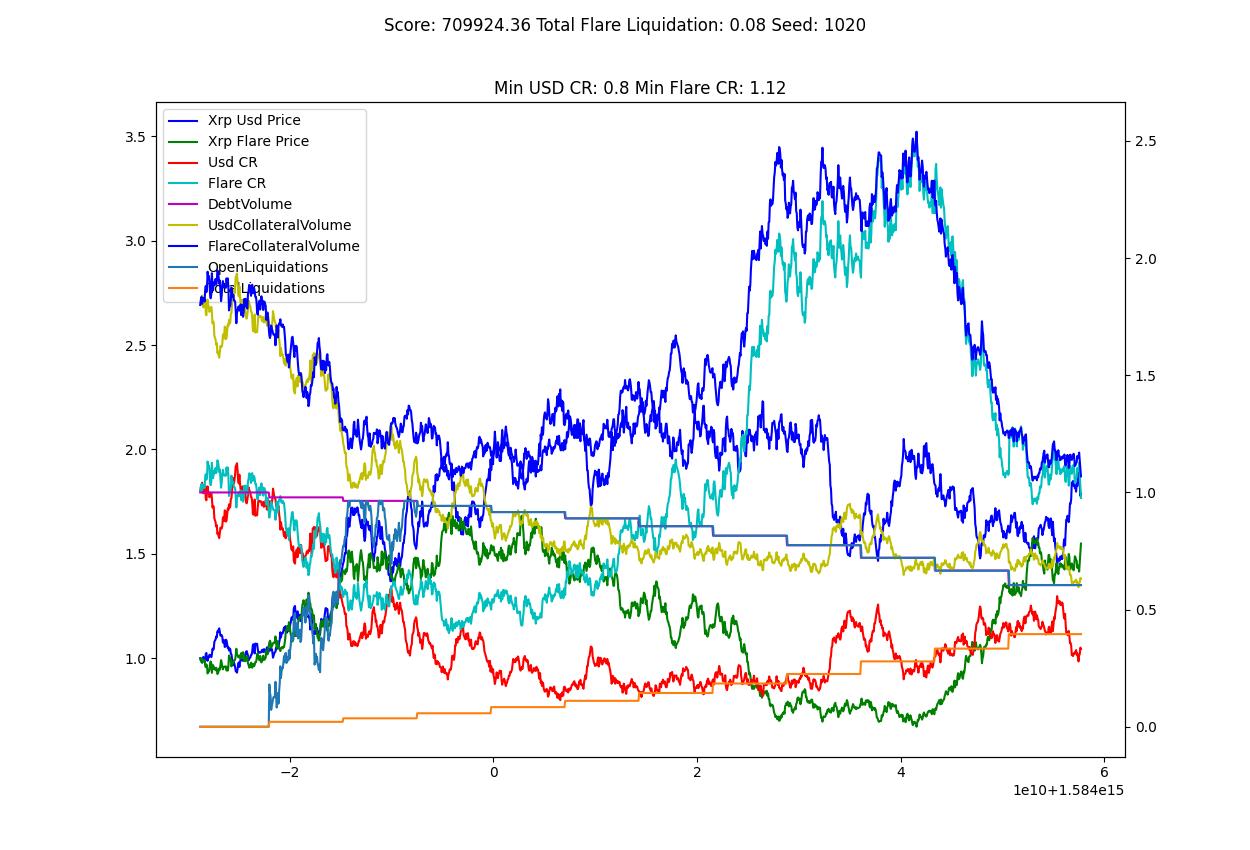 Score: 709924.36 Total Flare Liquidation: 0.08 Seed: 1020
Min USD CR: 0.8 Min Flare CR: 1.12
Xrp Usd Price
Xrp Flare Price
Usd CR
Flare CR
DebtVolume
UsdCollateralVolume
FlareCollateralVolume
OpenLiquidations
Liquidations
3.5
3.0
2.5
2.0
1.5
1.0
2.5
2.0
1.5
1.0
0.5
0.0
−2
0
2
4
6
1e10+1.584e15